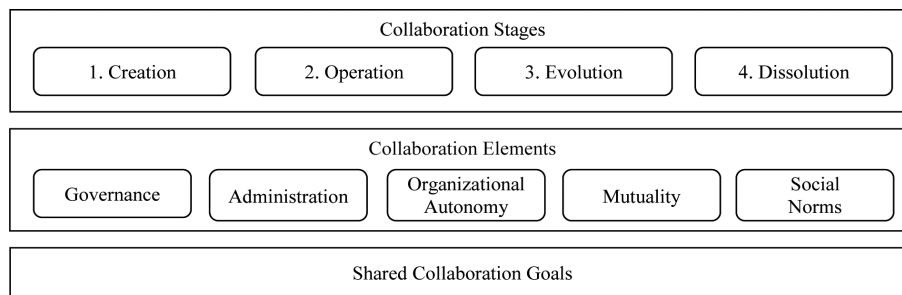 Collaboration Stages
1. Creation
2. Operation
3. Evolution
4. Dissolution
Collaboration Elements
Governance
Administration
Organizational
Autonomy
Mutuality
Social
Norms
Shared Collaboration Goals